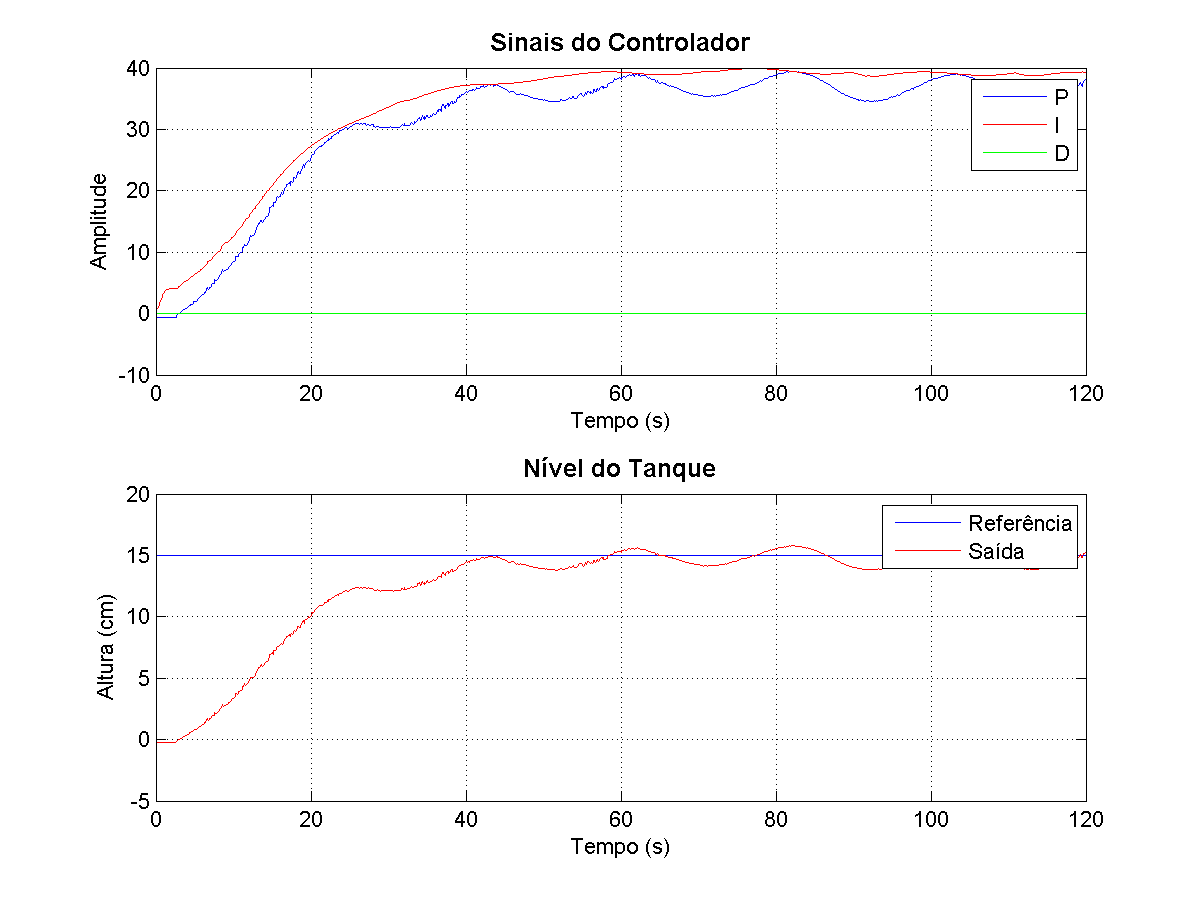 Sinais do Controlador
40
30
20
10
0
-10
Amplitude
P
I
D
0 20 40 60 80 100 120
Tempo (s)
Nível do Tanque
20
15
10
5
0
-5
Altura (cm)
Referência
Saída
0 20 40 60 80 100 120
Tempo (s)